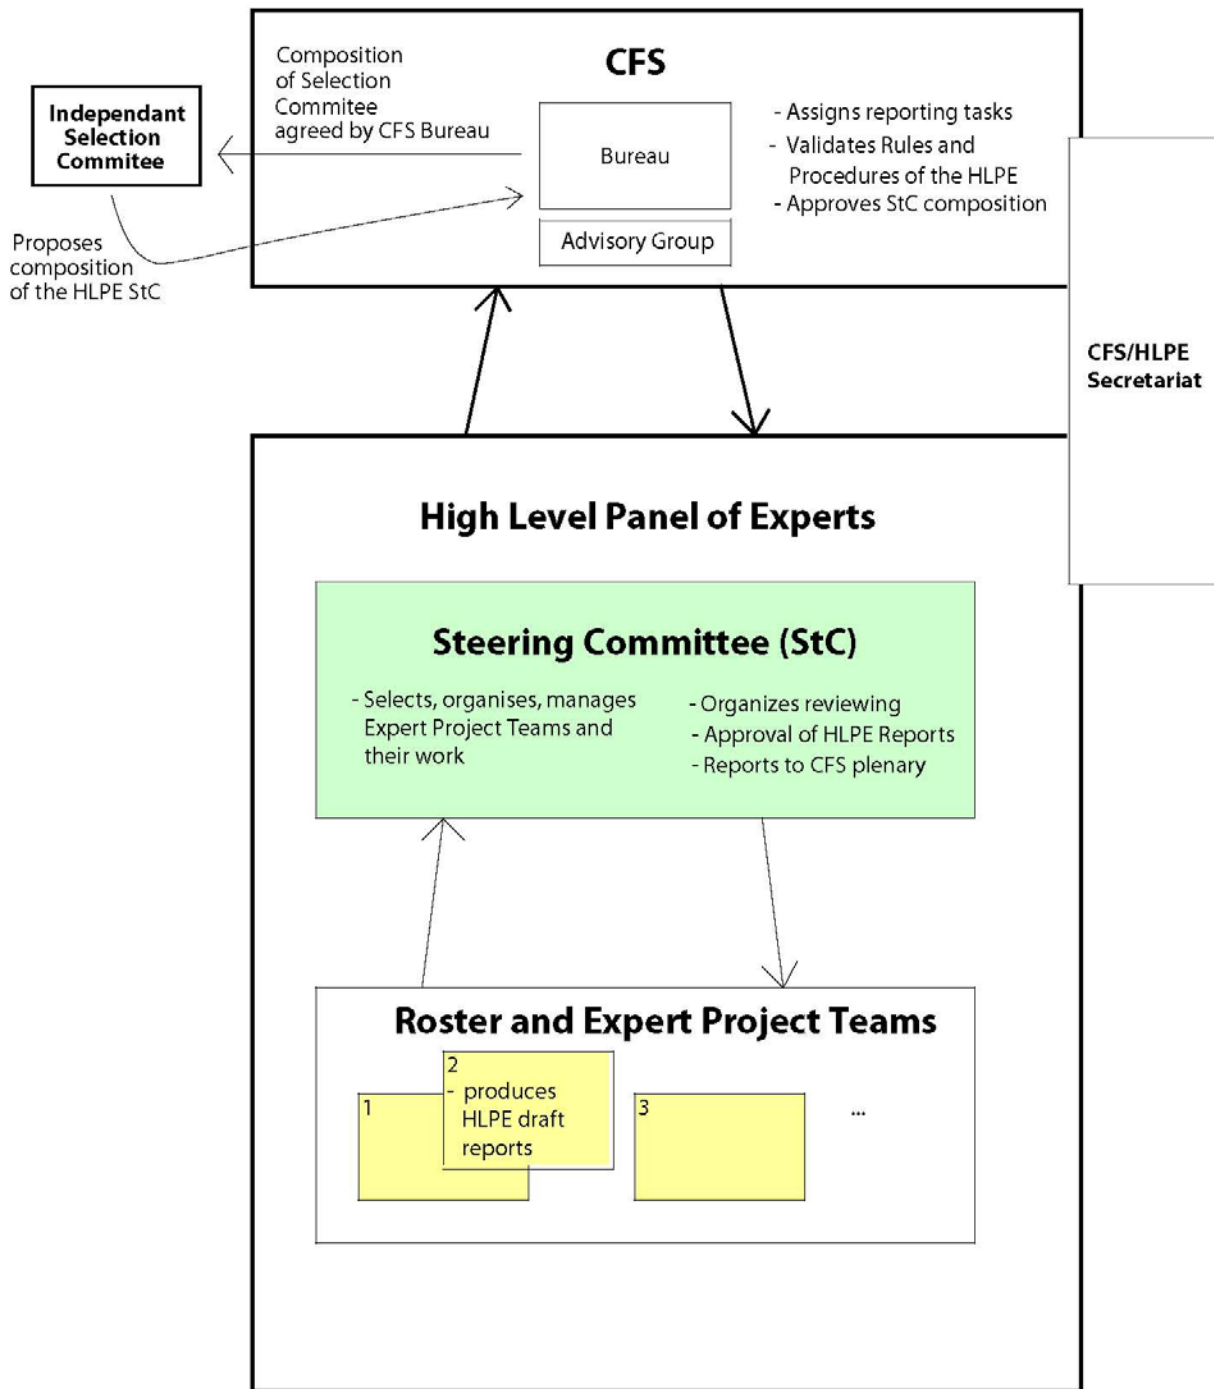 CFS
Composition
of Selection
Commitee
agreed by CFS Bureau
Independant
Selection
Commitee
Bureau
Advisory Group
- Assigns reporting tasks
- Validates Rules and
Procedures of the HLPE
- Approves StC composition
Proposes
composition
of the HLPE StC
CFS/HLPE
Secretariat
High Level Panel of Experts
Steering Committee (StC)
- Selects, organises, manages
Expert Project Teams and
their work
- Organizes reviewing
- Approval of HLPE Reports
- Reports to CFS plenary
Roster and Expert Project Teams
1
2
- produces
HLPE draft
reports
3
...